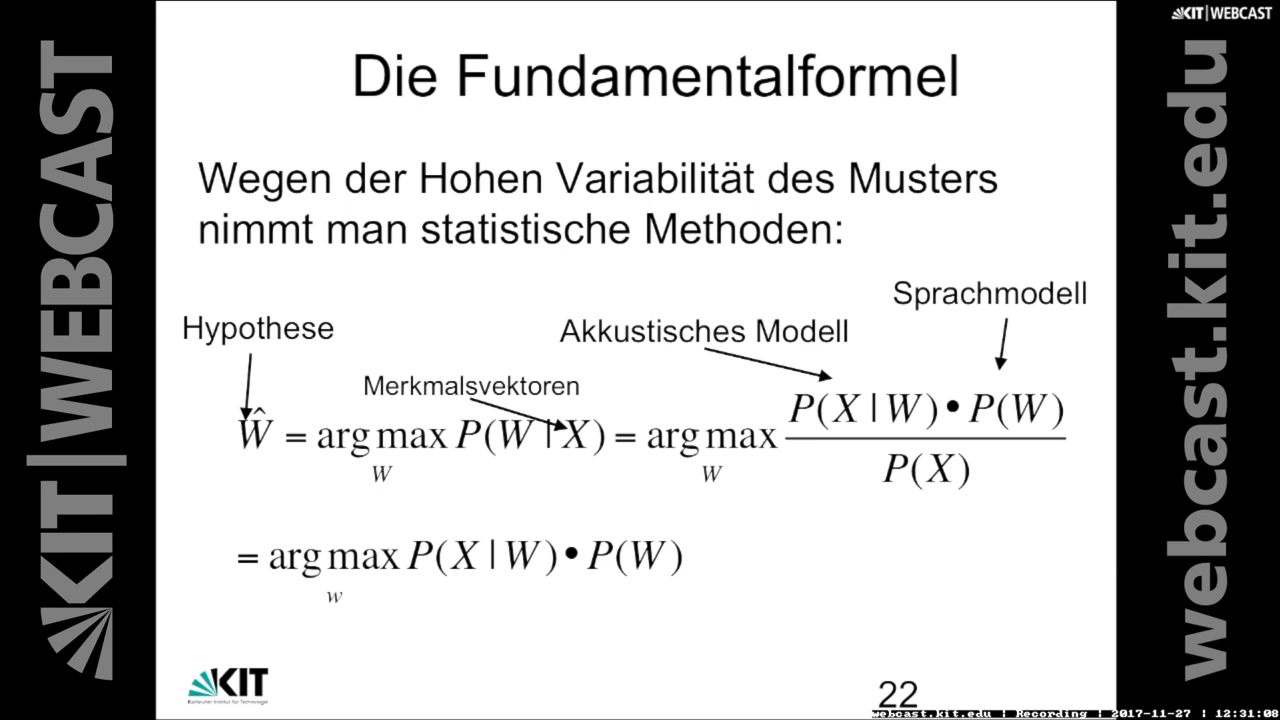 KIT | WEBCAST
Die Fundamentalformel
Wegen der Hohen Variabilität des Musters
nimmt man statistische Methoden:
Sprachmodell
Hypothese
Akkustisches Modell
Merkmalsvektoren
Ŵ = arg max P(W | X) = arg max P(X | W) • P(W) / P(X)
W W
= arg max P(X | W) • P(W)
w
KIT
Karlsruher Institut für Technologie
22
webcast.kit.edu | Recording | 2017-11-27 | 12:31:08
KIT | WEBCAST
webcast.kit.edu